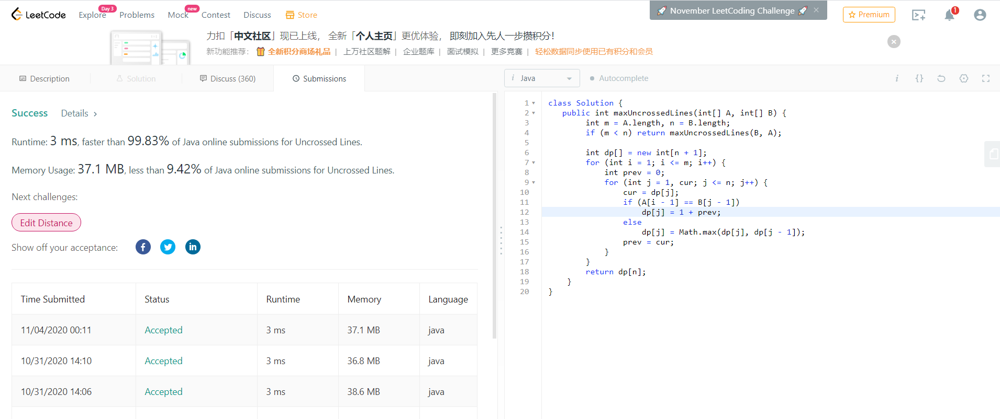 LeetCode
Explore Day 3 Problems Mock new Contest Discuss Store
🚀 November LeetCoding Challenge 🚀 ×
Premium
1
力扣「中文社区」现已上线， 全新「个人主页」更优体验， 即刻加入先人一步攒积分！
新功能推荐： 全新积分商场礼品 | 上万社区题解 | 企业题库 | 面试模拟 | 更多竞赛 | 轻松数据同步使用已有积分和会员
Description Solution Discuss (360) Submissions
i Java Autocomplete
Success Details >
Runtime: 3 ms, faster than 99.83% of Java online submissions for Uncrossed Lines.
Memory Usage: 37.1 MB, less than 9.42% of Java online submissions for Uncrossed Lines.
Next challenges:
Edit Distance
Show off your acceptance:
Time Submitted Status Runtime Memory Language
11/04/2020 00:11 Accepted 3 ms 37.1 MB java
10/31/2020 14:10 Accepted 3 ms 36.8 MB java
10/31/2020 14:06 Accepted 3 ms 38.6 MB java
1 class Solution {
2 public int maxUncrossedLines(int[] A, int[] B) {
3 int m = A.length, n = B.length;
4 if (m < n) return maxUncrossedLines(B, A);
5
6 int dp[] = new int[n + 1];
7 for (int i = 1; i <= m; i++) {
8 int prev = 0;
9 for (int j = 1, cur; j <= n; j++) {
10 cur = dp[j];
11 if (A[i - 1] == B[j - 1])
12 dp[j] = 1 + prev;
13 else
14 dp[j] = Math.max(dp[j], dp[j - 1]);
15 prev = cur;
16 }
17 }
18 return dp[n];
19 }
20 }